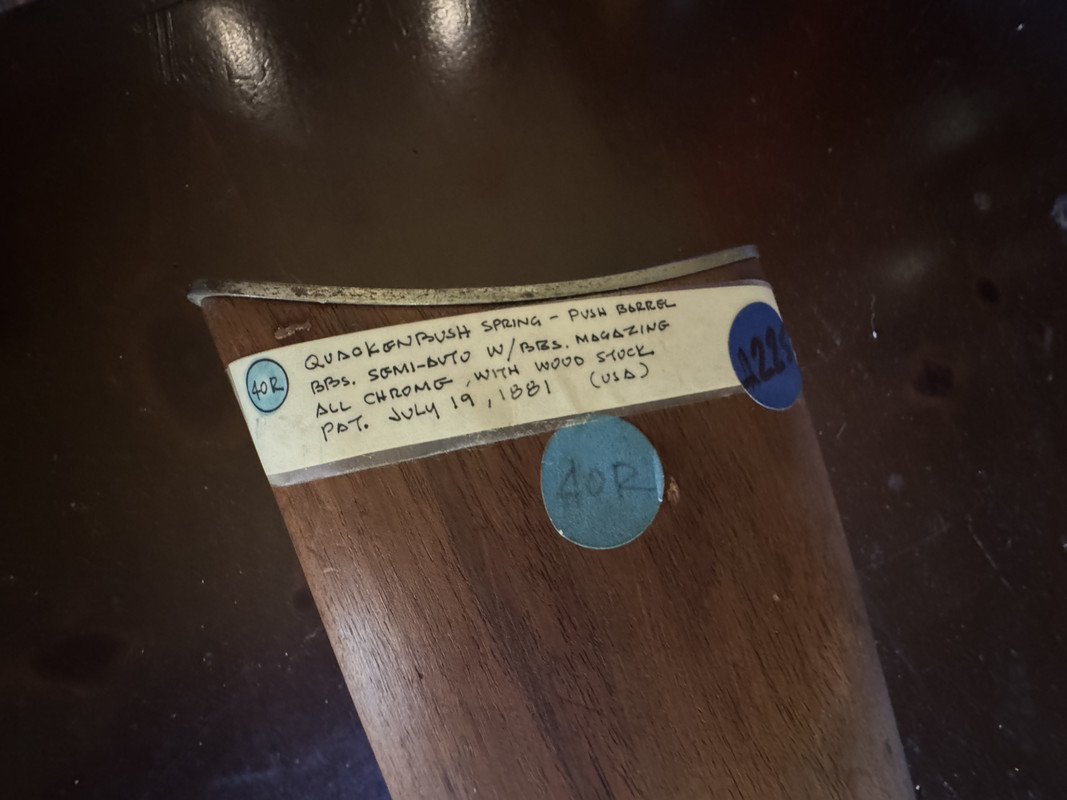 40R
QUACKENBUSH SPRING - PUSH BARREL
BBS. SEMI-AUTO W/BBS. MAGAZINE
ALL CHROME, WITH WOOD STOCK
PAT. JULY 19, 1881 (USA)
40R